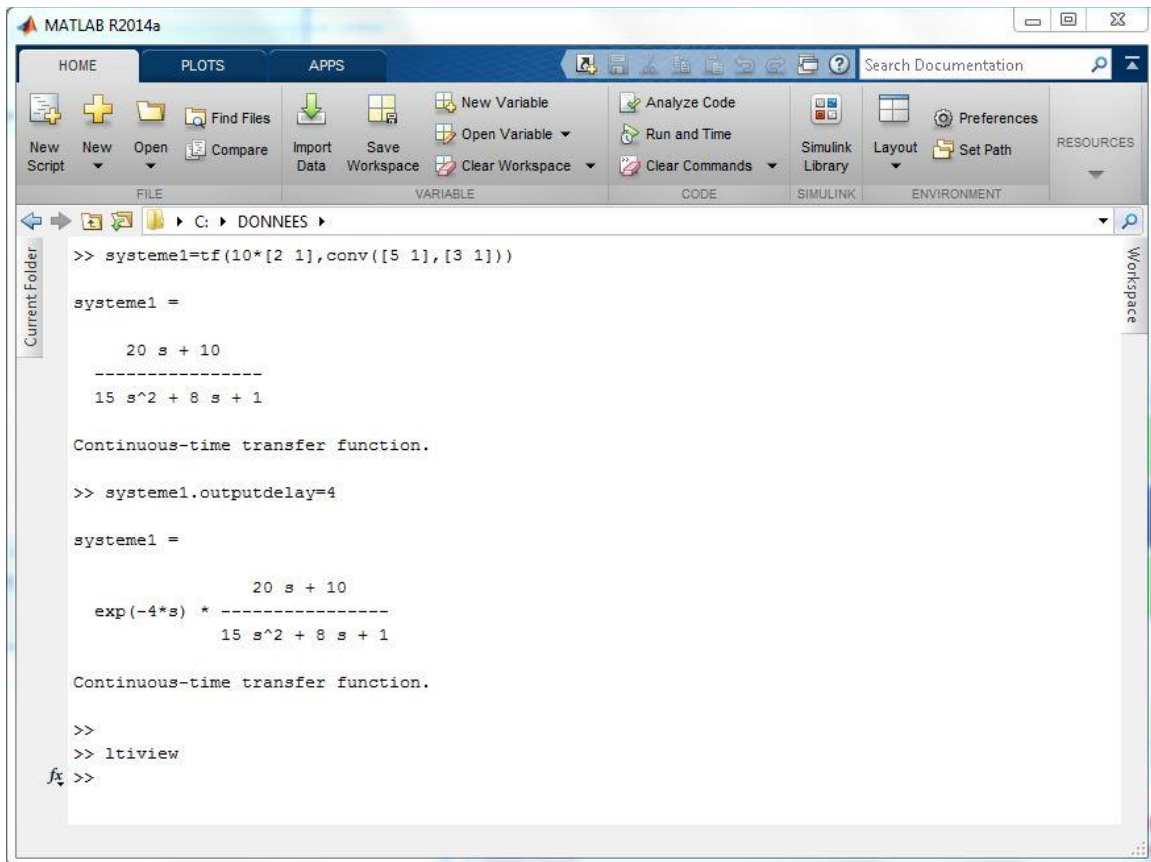 MATLAB R2014a
HOME PLOTS APPS Search Documentation
New Script
New
Open
Find Files
Compare
Import Data
Save Workspace
New Variable
Open Variable
Clear Workspace
Analyze Code
Run and Time
Clear Commands
Simulink Library
Layout
Preferences
Set Path
RESOURCES
FILE VARIABLE CODE SIMULINK ENVIRONMENT
C: DONNEES
Current Folder
Workspace
>> systeme1=tf(10*[2 1],conv([5 1],[3 1]))
systeme1 =
20 s + 10
----------------
15 s^2 + 8 s + 1
Continuous-time transfer function.
>> systeme1.outputdelay=4
systeme1 =
20 s + 10
exp(-4*s) * ----------------
15 s^2 + 8 s + 1
Continuous-time transfer function.
>>
>> ltiview
fx >>